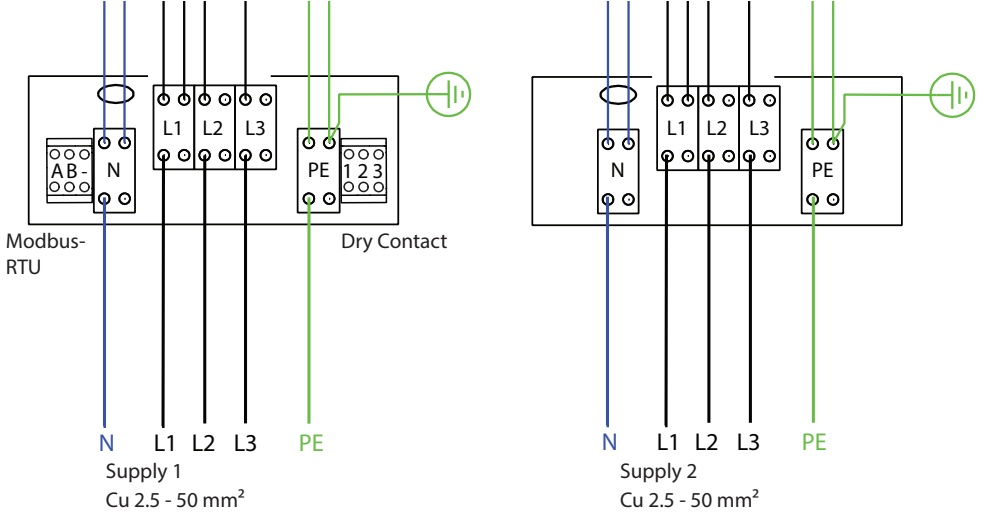 L1 L2 L3
AB- N PE 123
Modbus-
RTU
Dry Contact
N L1 L2 L3 PE
Supply 1
Cu 2.5 - 50 mm²
L1 L2 L3
N PE
N L1 L2 L3 PE
Supply 2
Cu 2.5 - 50 mm²